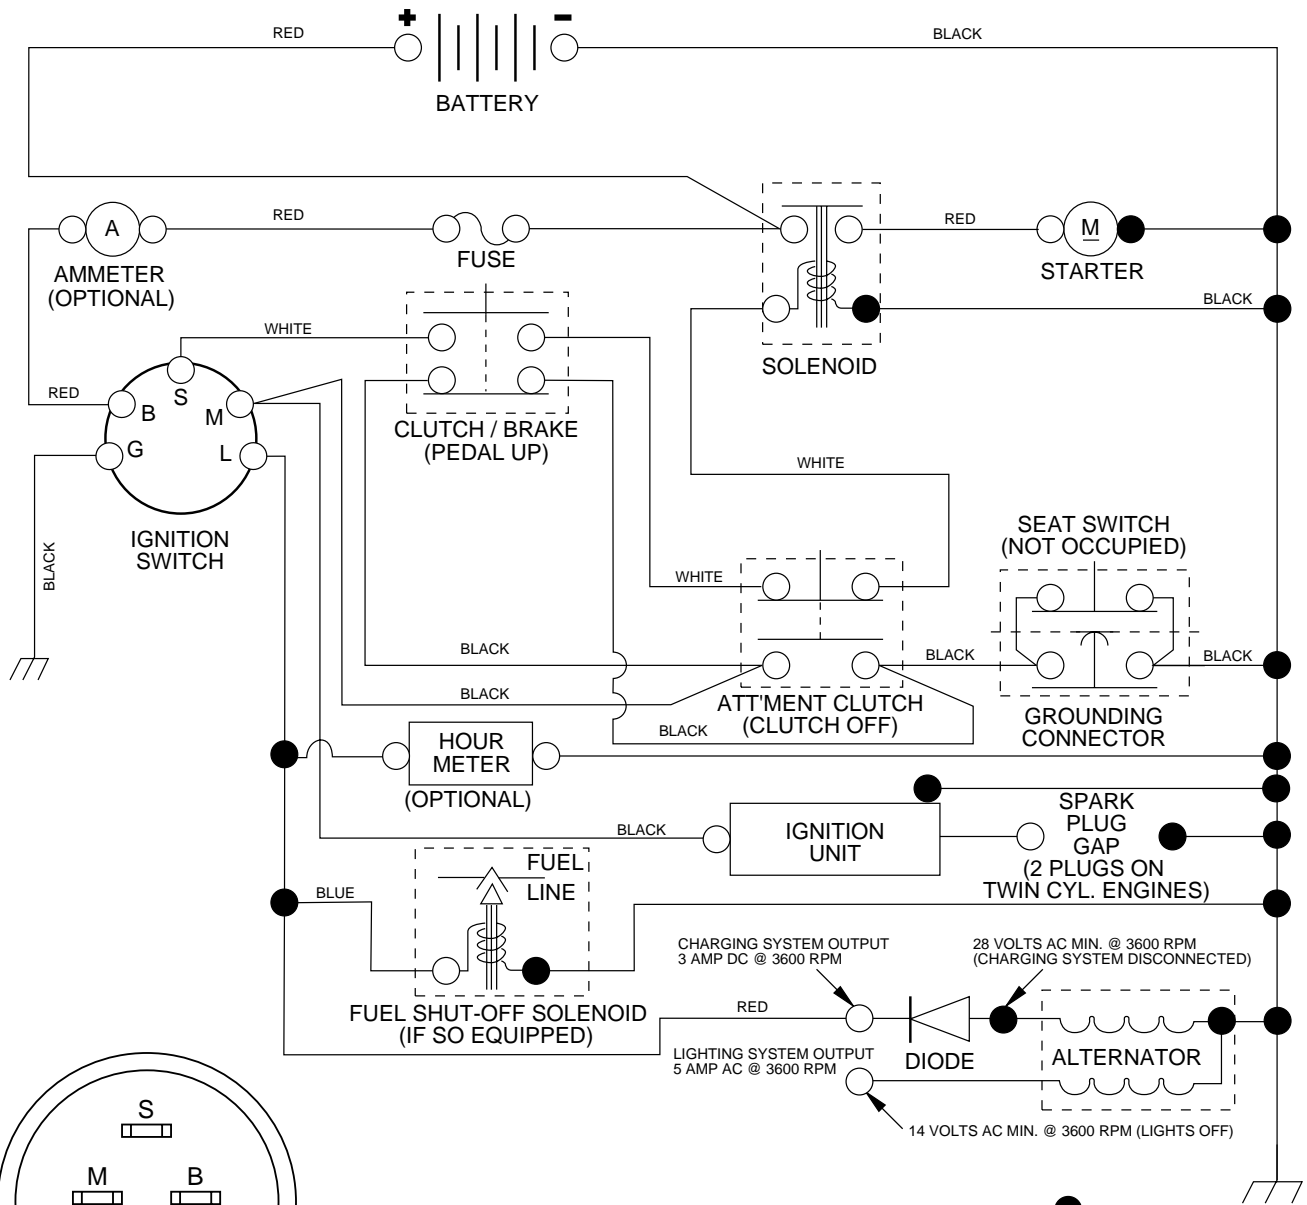 RED
+
−
BLACK
BATTERY
A
RED
FUSE
AMMETER
(OPTIONAL)
RED
M
STARTER
BLACK
SOLENOID
WHITE
CLUTCH / BRAKE
(PEDAL UP)
RED
B
S
M
G
L
IGNITION
SWITCH
BLACK
WHITE
WHITE
SEAT SWITCH
(NOT OCCUPIED)
BLACK
BLACK
BLACK
BLACK
ATT'MENT CLUTCH
(CLUTCH OFF)
GROUNDING
CONNECTOR
BLACK
HOUR
METER
(OPTIONAL)
BLACK
IGNITION
UNIT
SPARK
PLUG
GAP
(2 PLUGS ON
TWIN CYL. ENGINES)
BLUE
FUEL
LINE
FUEL SHUT-OFF SOLENOID
(IF SO EQUIPPED)
CHARGING SYSTEM OUTPUT
3 AMP DC @ 3600 RPM
28 VOLTS AC MIN. @ 3600 RPM
(CHARGING SYSTEM DISCONNECTED)
RED
DIODE
ALTERNATOR
LIGHTING SYSTEM OUTPUT
5 AMP AC @ 3600 RPM
14 VOLTS AC MIN. @ 3600 RPM (LIGHTS OFF)
S
M
B